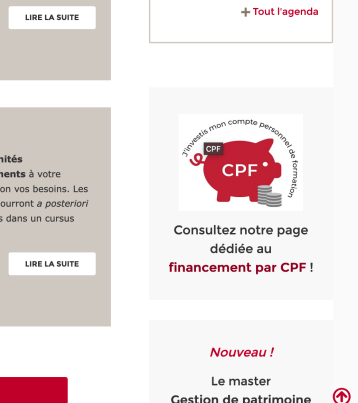 LIRE LA SUITE
nités
nents à votre
on vos besoins. Les
ourront a posteriori
s dans un cursus
LIRE LA SUITE
Tout l'agenda
J'investis mon compte personnel de formation
CPF
CPF
Consultez notre page
dédiée au
financement par CPF !
Nouveau !
Le master
Gestion de patrimoine